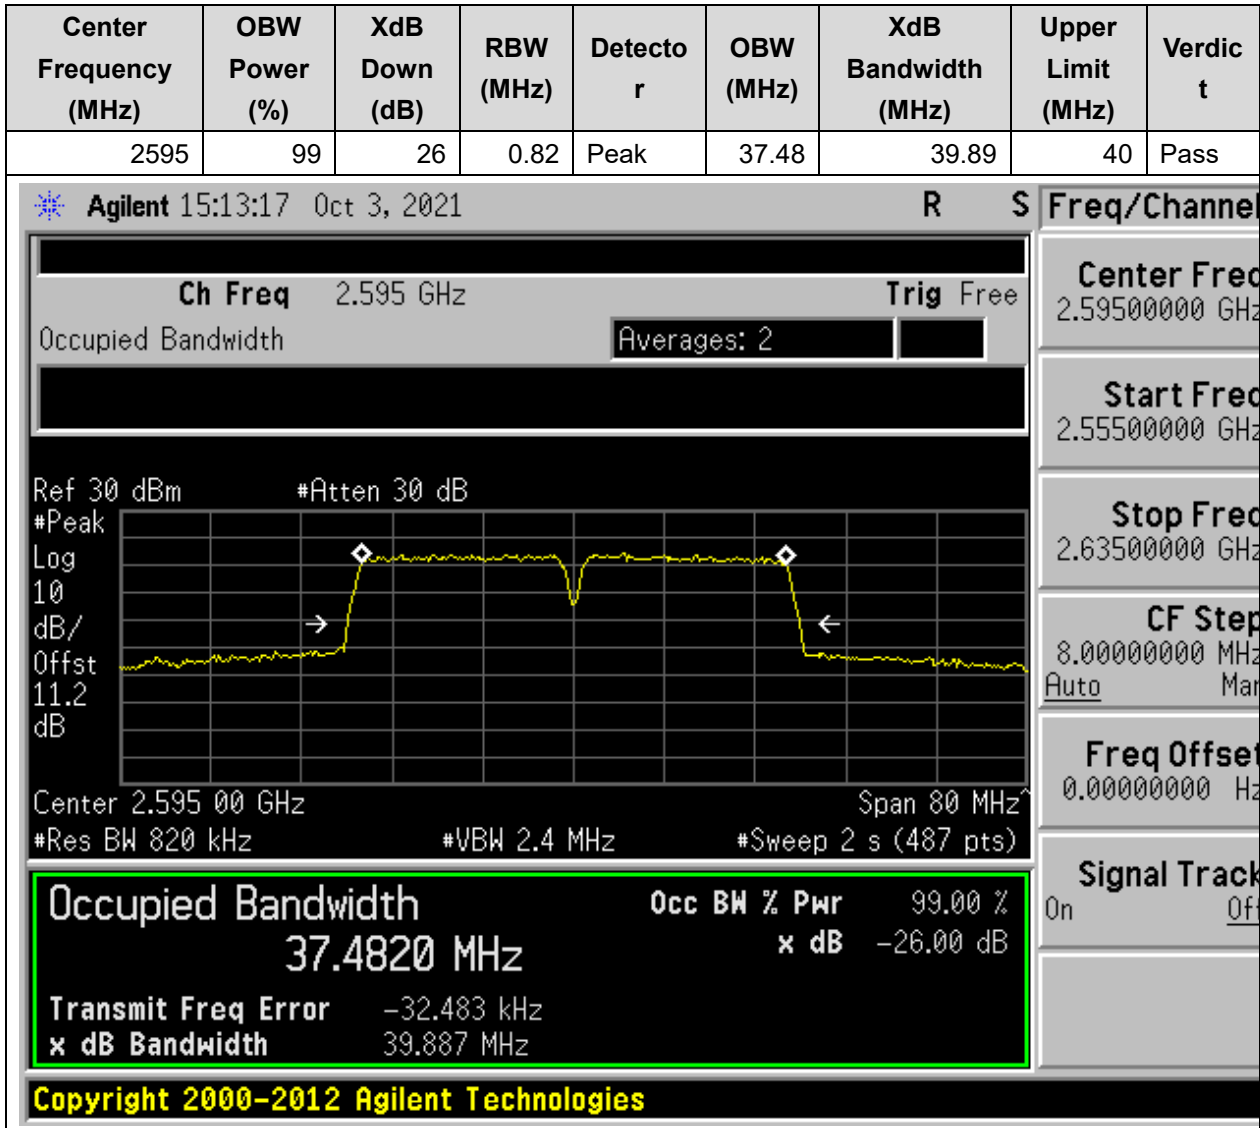 Center Frequency (MHz) OBW Power (%) XdB Down (dB) RBW (MHz) Detecto r OBW (MHz) XdB Bandwidth (MHz) Upper Limit (MHz) Verdic t
2595 99 26 0.82 Peak 37.48 39.89 40 Pass
Agilent 15:13:17 Oct 3, 2021 R S Freq/Channel
Ch Freq 2.595 GHz Trig Free
Occupied Bandwidth Averages: 2
Center Freq
2.59500000 GHz
Start Freq
2.55500000 GHz
Ref 30 dBm #Atten 30 dB
#Peak
Log
10
dB/
Offst
11.2
dB
Stop Freq
2.63500000 GHz
CF Step
8.00000000 MHz
Auto Man
Freq Offset
0.00000000 Hz
Center 2.595 00 GHz Span 80 MHz^
#Res BW 820 kHz #VBW 2.4 MHz #Sweep 2 s (487 pts)
Signal Track
On Off
Occupied Bandwidth Occ BW % Pwr 99.00 %
37.4820 MHz x dB -26.00 dB
Transmit Freq Error -32.483 kHz
x dB Bandwidth 39.887 MHz
Copyright 2000-2012 Agilent Technologies